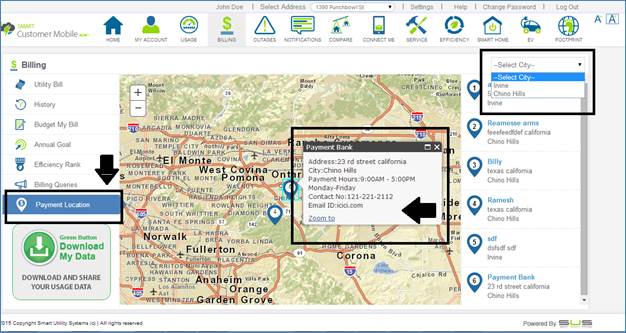 John Doe | Select Address 1390 Punchbowl St | Settings | Help | Change Password | Log Out
SMART
Customer Mobile
HOME MY ACCOUNT USAGE BILLING OUTAGES NOTIFICATIONS COMPARE CONNECT ME SERVICE EFFICIENCY SMART HOME EV FOOTPRINT
A A
Billing
Utility Bill
History
Budget My Bill
Annual Goal
Efficiency Rank
Billing Queries
Payment Location
Green Button
Download
My Data
DOWNLOAD AND SHARE
YOUR USAGE DATA
+
−
El Monte
West Covina
Pomona
Norwalk
Fullerton
Anaheim
Orange
Garden Grove
Corona
Payment Bank
Address:23 rd street california
City:Chino Hills
Payment Hours:9:00AM - 5:00PM
Monday-Friday
Contact No:121-221-2112
Email ID:icici.com
Zoom to
--Select City--
--Select City--
Irvine
Chino Hills
1
Irvine
2 Reamesse arms
feefeedfdef california
Chino Hills
3 Billy
texas california
Chino Hills
4 Ramesh
texas california
Chino Hills
5 sdf
dsfsdf sdf
Irvine
6 Payment Bank
23 rd street california
Chino Hills
2015 Copyright Smart Utility Systems (c) | All rights reserved.
Powered By SUS